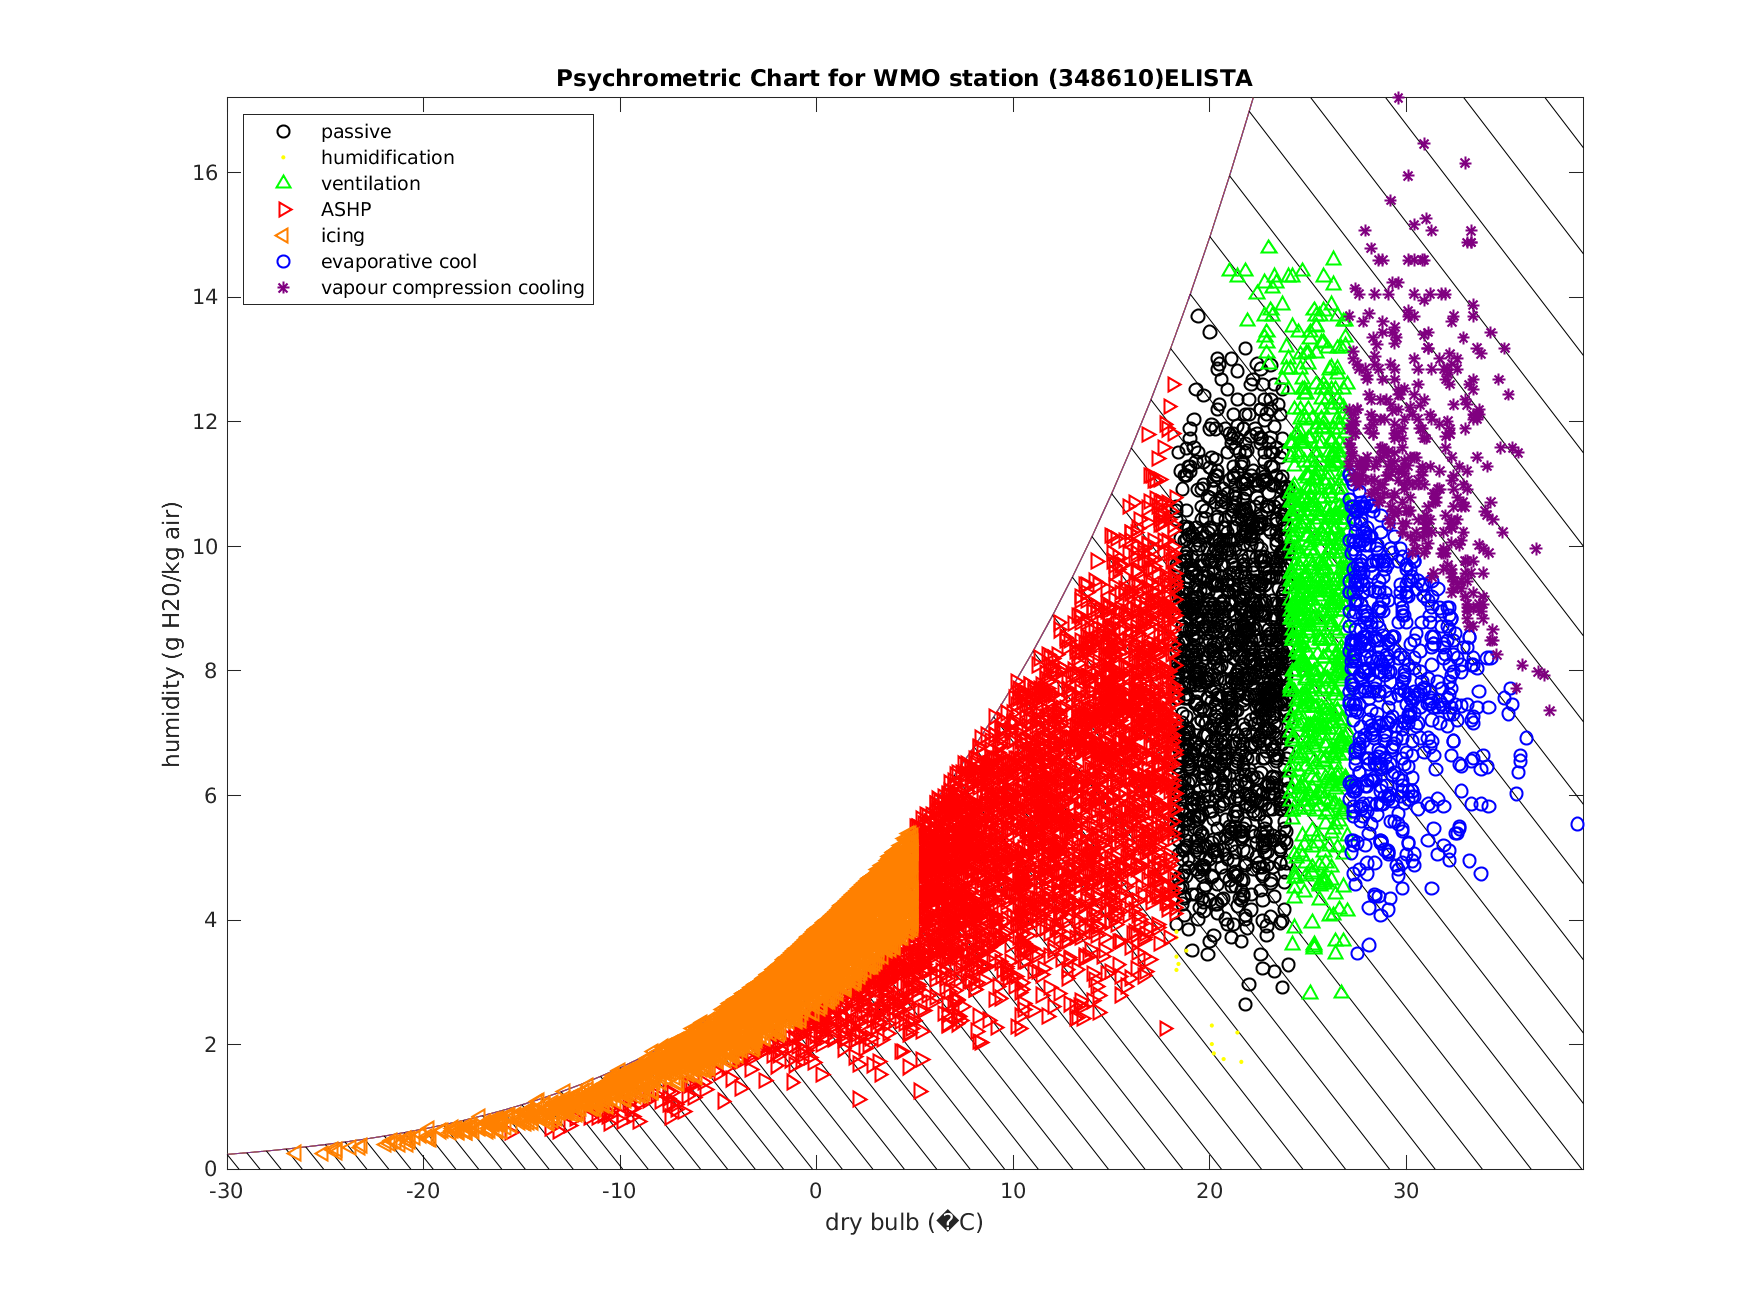 Psychrometric Chart for WMO station (348610)ELISTA
passive
humidification
ventilation
ASHP
icing
evaporative cool
vapour compression cooling
humidity (g H20/kg air)
16
14
12
10
8
6
4
2
0
-30 -20 -10 0 10 20 30
dry bulb (�C)